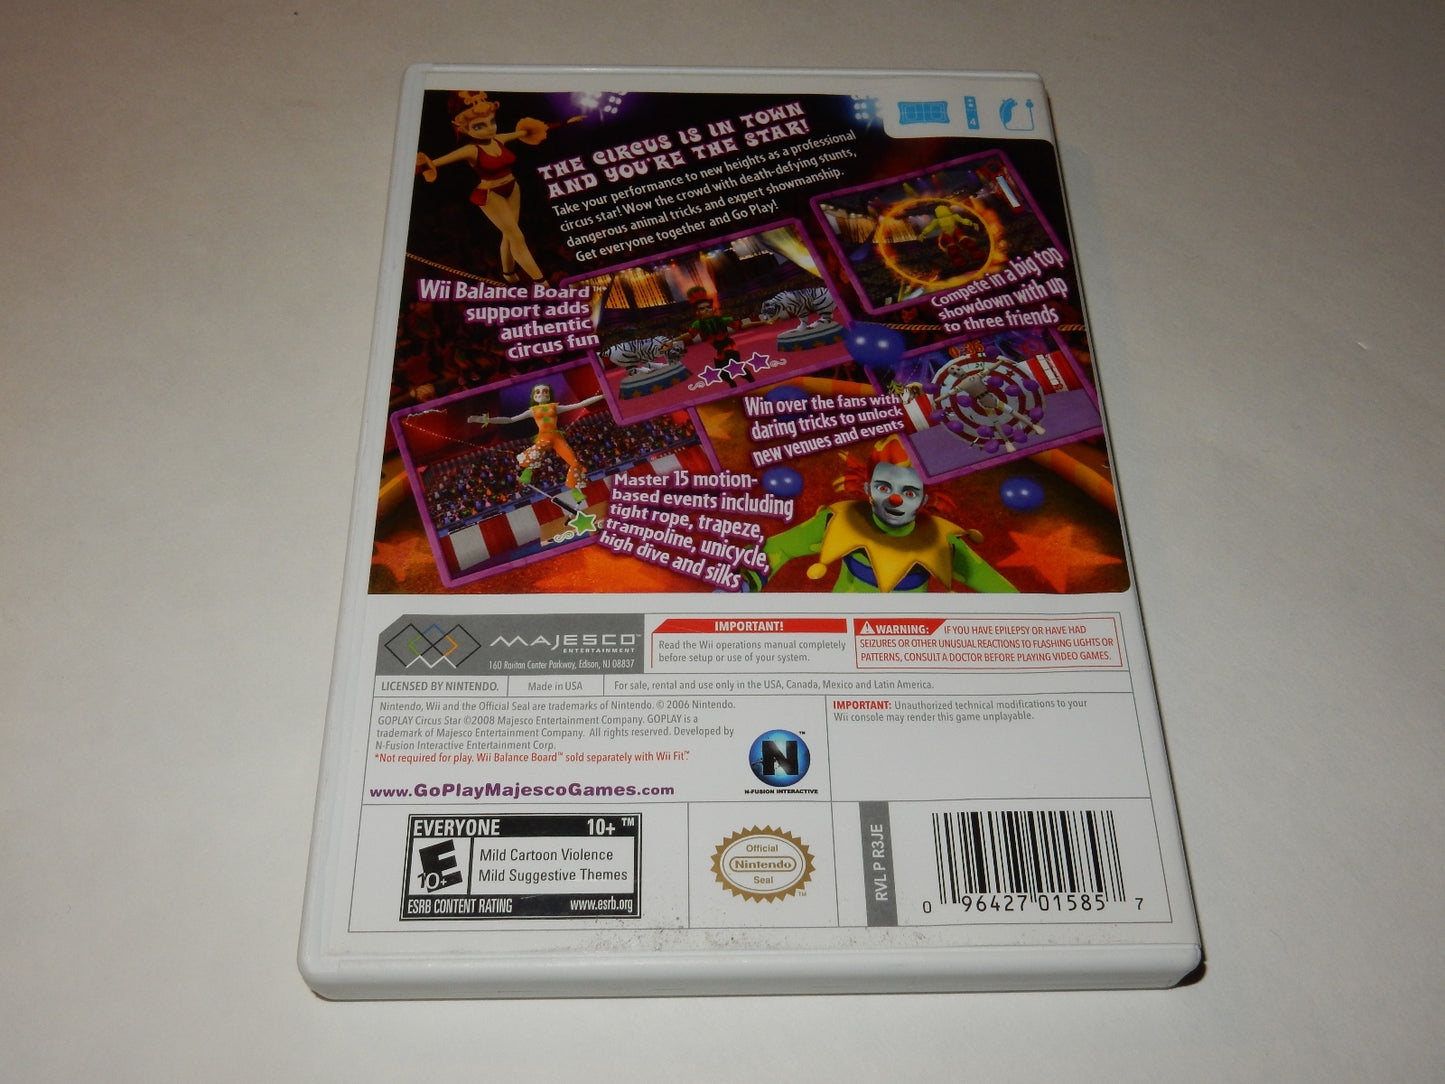 4
THE CIRCUS IS IN TOWN
AND YOU'RE THE STAR!
Take your performance to new heights as a professional
circus star! Wow the crowd with death-defying stunts,
dangerous animal tricks and expert showmanship.
Get everyone together and Go Play!
Wii Balance Board™
support adds
authentic
circus fun
Compete in a big top
showdown with up
to three friends
Win over the fans with
daring tricks to unlock
new venues and events
Master 15 motion-
based events including
tight rope, trapeze,
trampoline, unicycle,
high dive and silks
MAJESCO™
ENTERTAINMENT
160 Raritan Center Parkway, Edison, NJ 08837
IMPORTANT!
Read the Wii operations manual completely
before setup or use of your system.
WARNING: IF YOU HAVE EPILEPSY OR HAVE HAD
SEIZURES OR OTHER UNUSUAL REACTIONS TO FLASHING LIGHTS OR
PATTERNS, CONSULT A DOCTOR BEFORE PLAYING VIDEO GAMES.
LICENSED BY NINTENDO.
Made in USA
For sale, rental and use only in the USA, Canada, Mexico and Latin America.
Nintendo, Wii and the Official Seal are trademarks of Nintendo. © 2006 Nintendo.
GOPLAY Circus Star ©2008 Majesco Entertainment Company. GOPLAY is a
trademark of Majesco Entertainment Company. All rights reserved. Developed by
N-Fusion Interactive Entertainment Corp.
*Not required for play. Wii Balance Board™ sold separately with Wii Fit™.
www.GoPlayMajescoGames.com
N™
N-FUSION INTERACTIVE
IMPORTANT: Unauthorized technical modifications to your
Wii console may render this game unplayable.
EVERYONE 10+™
E
10+
Mild Cartoon Violence
Mild Suggestive Themes
ESRB CONTENT RATING www.esrb.org
Official
Nintendo
Seal
TM
RVL P R3JE
0 96427 01585 7